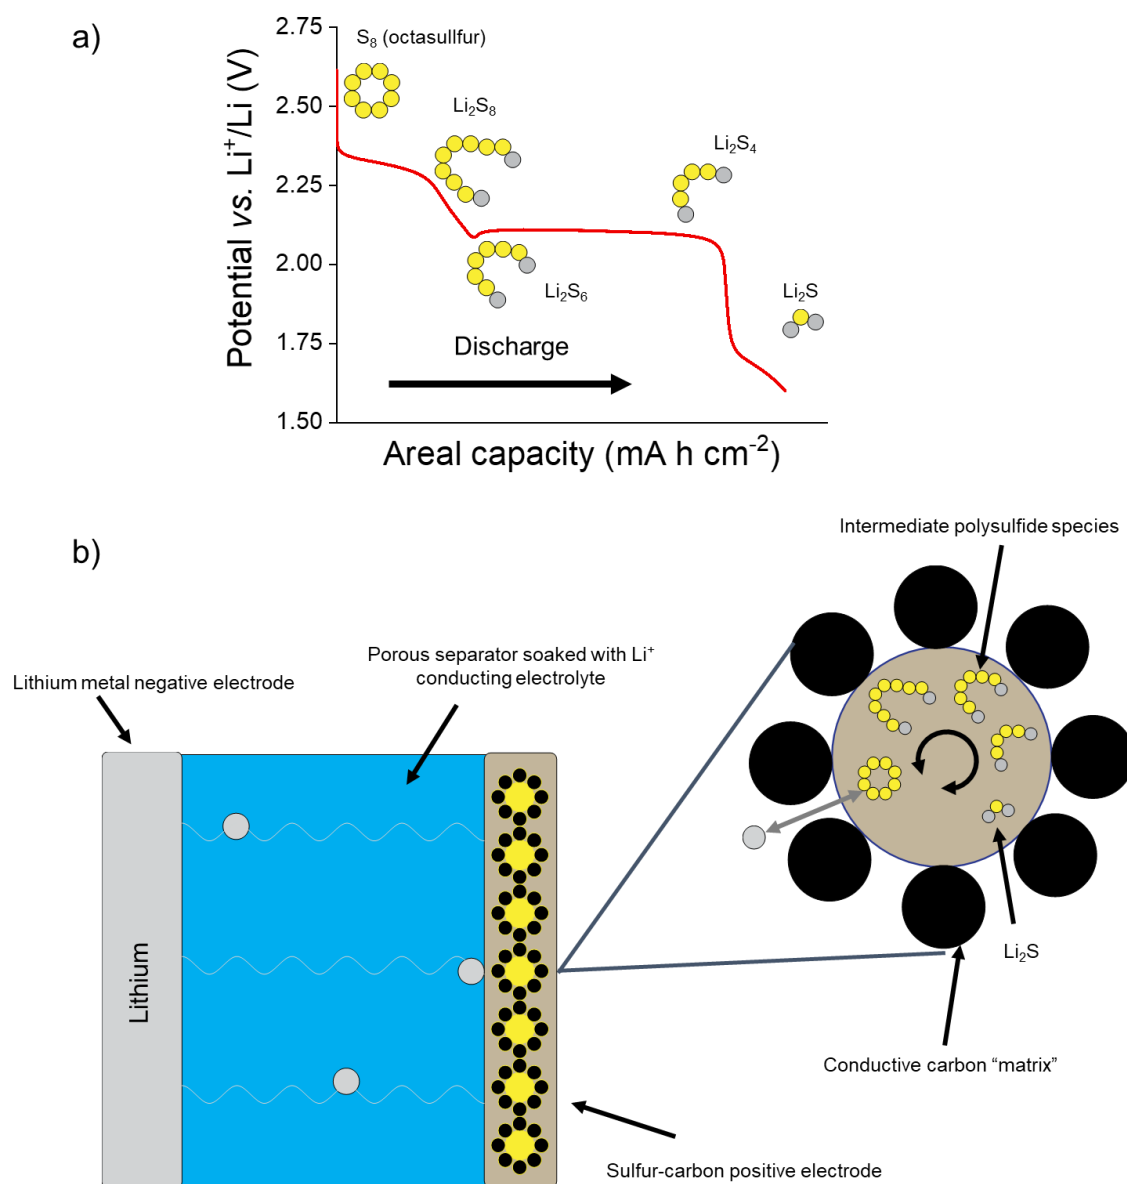 a)
Potential vs. Li⁺/Li (V)
2.75
2.50
2.25
2.00
1.75
1.50
S₈ (octasullfur)
Li₂S₈
Li₂S₄
Li₂S₆
Li₂S
Discharge
Areal capacity (mA h cm⁻²)
b)
Intermediate polysulfide species
Porous separator soaked with Li⁺
conducting electrolyte
Lithium metal negative electrode
Lithium
Li₂S
Conductive carbon “matrix”
Sulfur-carbon positive electrode